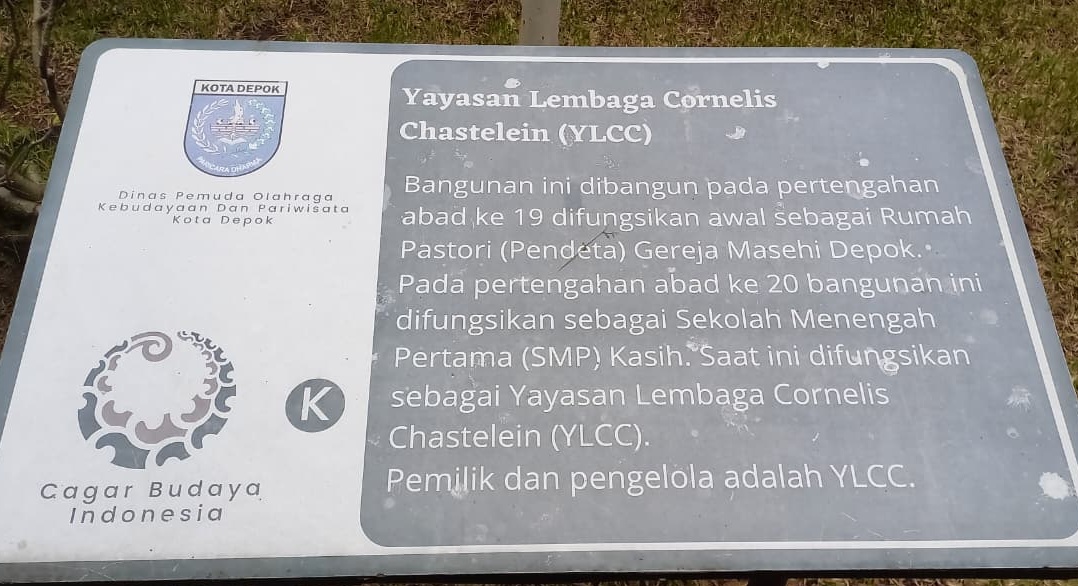 KOTA DEPOK
PARICARA DHARMA
Dinas Pemuda Olahraga
Kebudayaan Dan Pariwisata
Kota Depok
Cagar Budaya
Indonesia
K
Yayasan Lembaga Cornelis
Chastelein (YLCC)
Bangunan ini dibangun pada pertengahan
abad ke 19 difungsikan awal sebagai Rumah
Pastori (Pendeta) Gereja Masehi Depok.
Pada pertengahan abad ke 20 bangunan ini
difungsikan sebagai Sekolah Menengah
Pertama (SMP) Kasih. Saat ini difungsikan
sebagai Yayasan Lembaga Cornelis
Chastelein (YLCC).
Pemilik dan pengelola adalah YLCC.